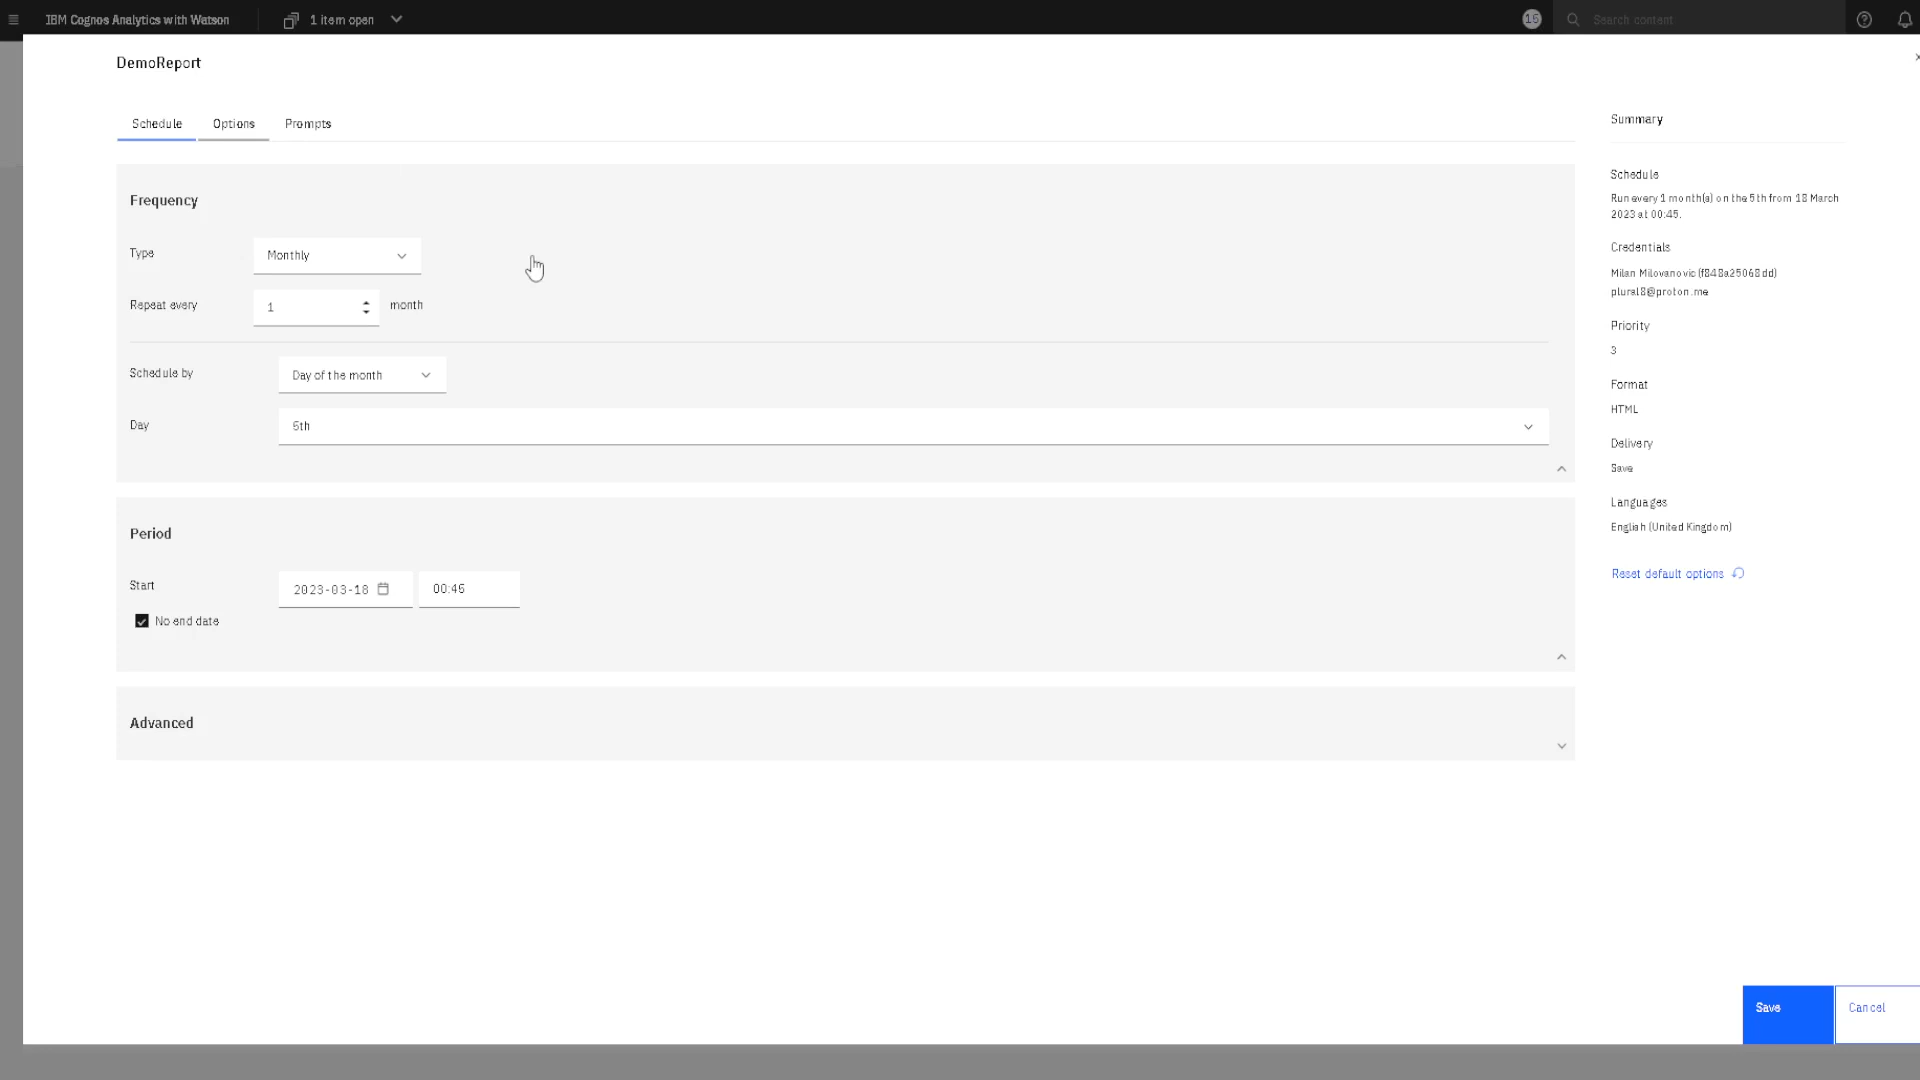 IBM Cognos Analytics with Watson
1 item open
15
Search content
DemoReport
Schedule
Options
Prompts
Frequency
Type
Monthly
Repeat every
1
month
Schedule by
Day of the month
Day
5th
Period
Start
2023-03-18
00:45
No end date
Advanced
Summary
Schedule
Run every 1 month(s) on the 5th from 18 March
2023 at 00:45.
Credentials
Milan Milovanovic (f848a25068dd)
plural8@proton.me
Priority
3
Format
HTML
Delivery
Save
Languages
English (United Kingdom)
Reset default options
Save
Cancel